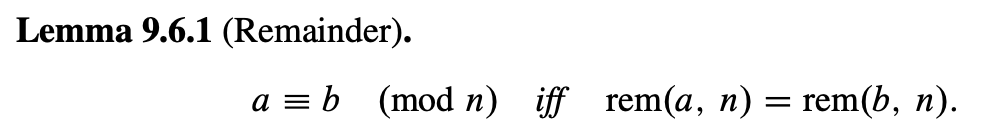 Lemma 9.6.1 (Remainder).
a ≡ b (mod n) iff rem(a, n) = rem(b, n).